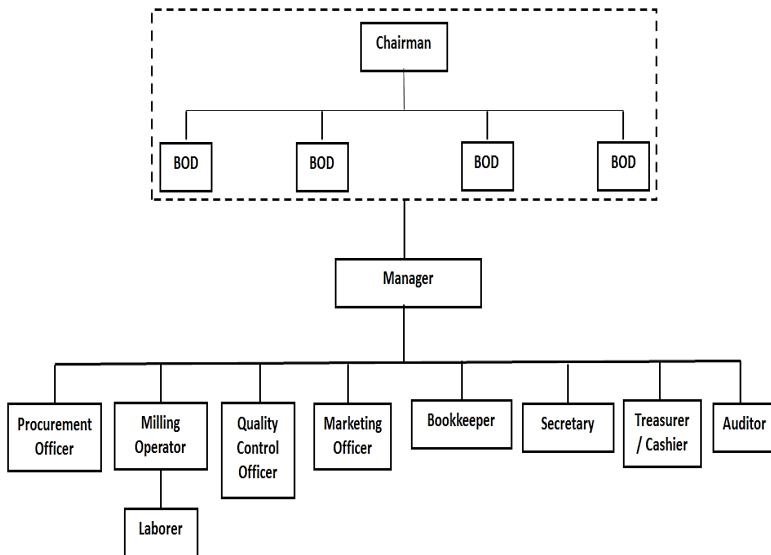 Chairman
BOD
BOD
BOD
BOD
Manager
Procurement
Officer
Milling
Operator
Quality
Control
Officer
Marketing
Officer
Bookkeeper
Secretary
Treasurer
/ Cashier
Auditor
Laborer